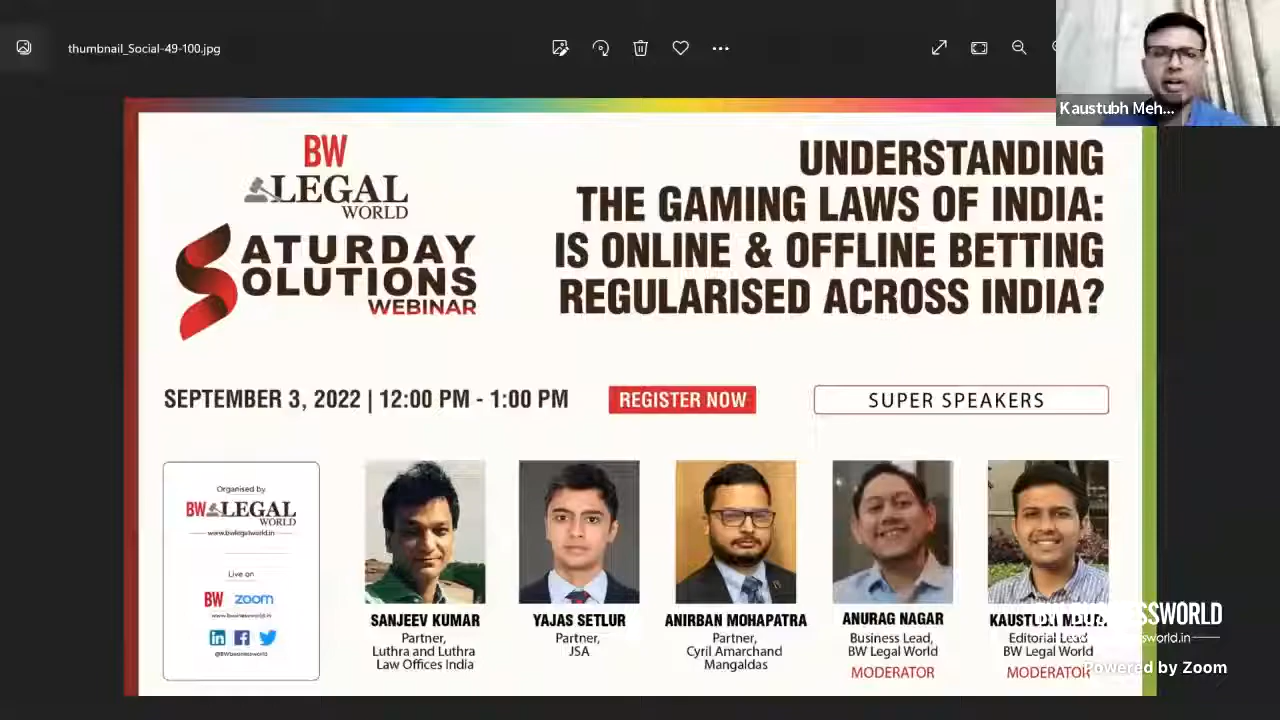 thumbnail_Social-49-100.jpg
Kaustubh Meh...
BW
LEGAL
WORLD
SATURDAY
SOLUTIONS
WEBINAR
UNDERSTANDING
THE GAMING LAWS OF INDIA:
IS ONLINE & OFFLINE BETTING
REGULARISED ACROSS INDIA?
SEPTEMBER 3, 2022 | 12:00 PM - 1:00 PM
REGISTER NOW
SUPER SPEAKERS
Organised by
BW LEGAL
WORLD
www.bwlegalworld.in
Live on
BW zoom
SANJEEV KUMAR
Partner,
Luthra and Luthra
Law Offices India
YAJAS SETLUR
Partner,
JSA
ANIRBAN MOHAPATRA
Partner,
Cyril Amarchand
Mangaldas
ANURAG NAGAR
Business Lead,
BW Legal World
MODERATOR
Editorial Lead
BW Legal World
MODERATOR
Powered by Zoom